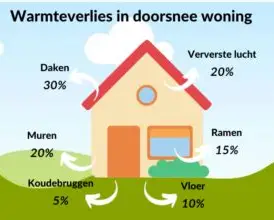 Warmteverlies in doorsnee woning
Daken
30%
Ververste lucht
20%
Muren
20%
Ramen
15%
Koudebruggen
5%
Vloer
10%